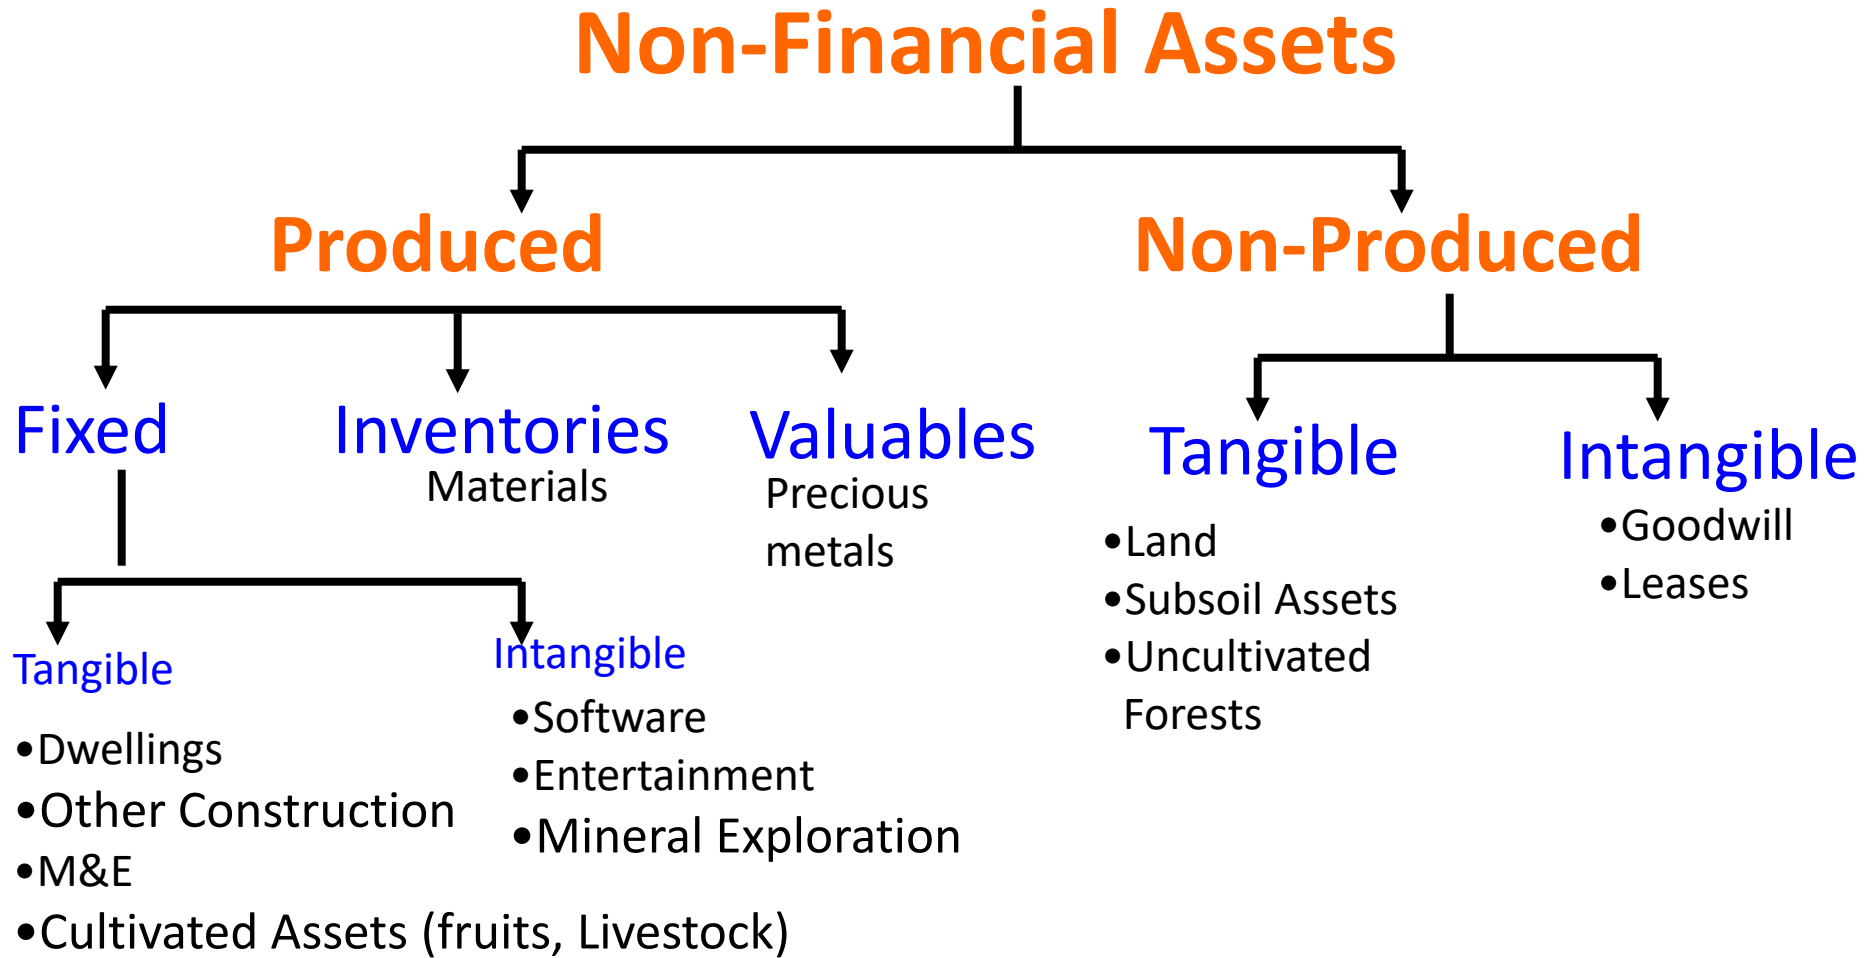 Non-Financial Assets
Produced
Non-Produced
Fixed
Inventories
Materials
Valuables
Precious
metals
Tangible
•Land
•Subsoil Assets
•Uncultivated
Forests
Intangible
•Goodwill
•Leases
Tangible
•Dwellings
•Other Construction
•M&E
•Cultivated Assets (fruits, Livestock)
Intangible
•Software
•Entertainment
•Mineral Exploration